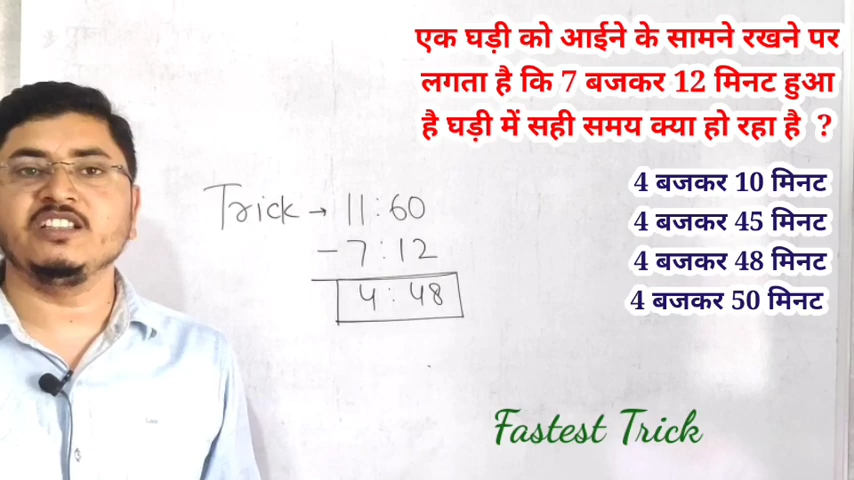 एक घड़ी को आईने के सामने रखने पर
लगता है कि 7 बजकर 12 मिनट हुआ
है घड़ी में सही समय क्या हो रहा है ?
4 बजकर 10 मिनट
4 बजकर 45 मिनट
4 बजकर 48 मिनट
4 बजकर 50 मिनट
Trick → 11:60
- 7:12
4:48
Fastest Trick